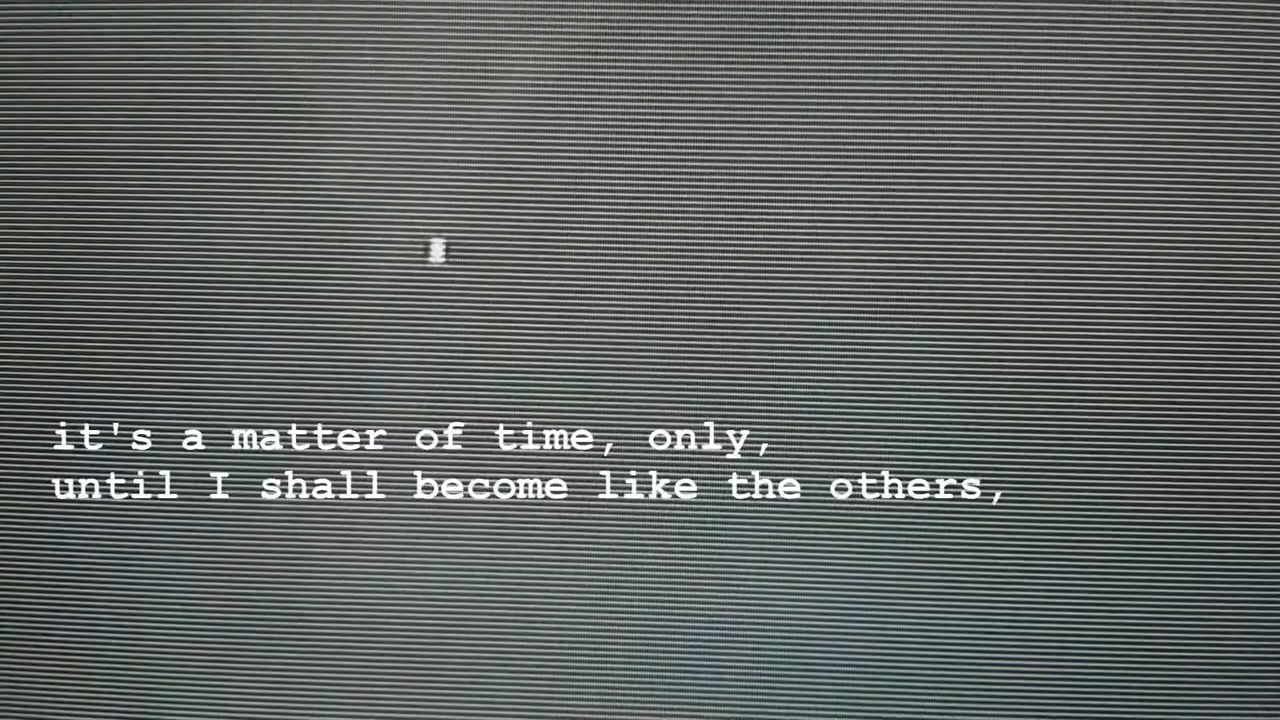 it's a matter of time, only,
until I shall become like the others,